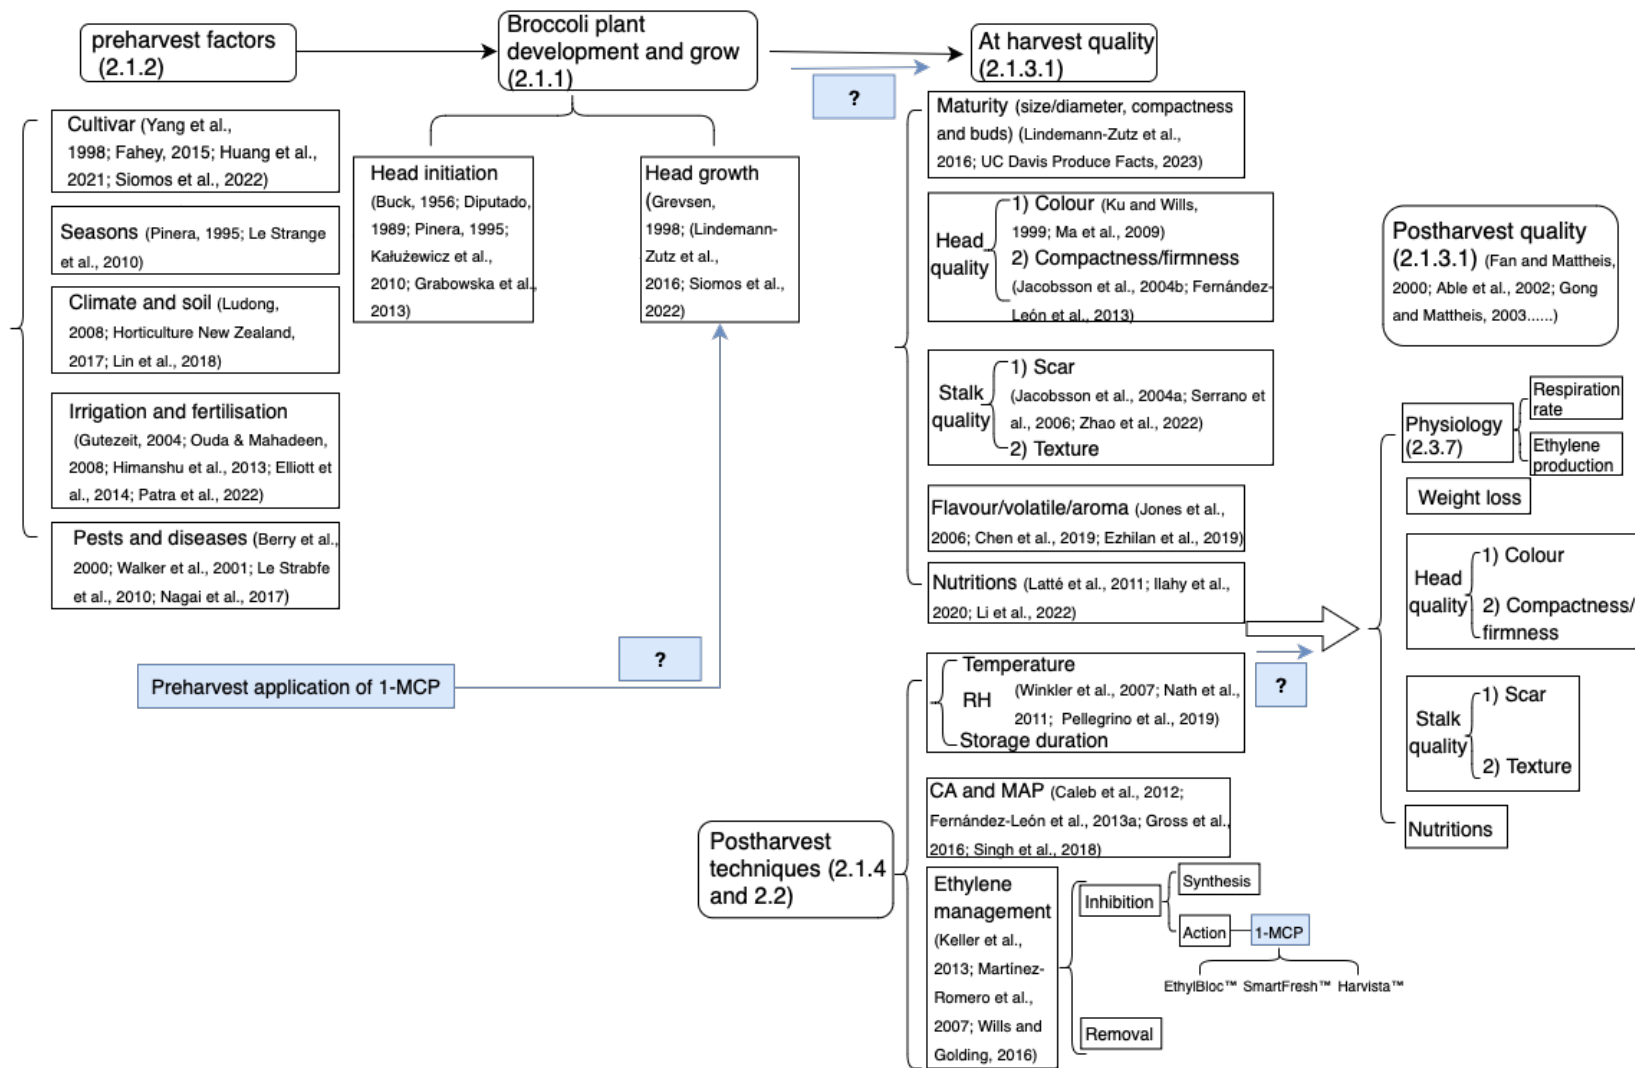 preharvest factors
(2.1.2)
Broccoli plant
development and grow
(2.1.1)
At harvest quality
(2.1.3.1)
?
Cultivar (Yang et al.,
1998; Fahey, 2015; Huang et al.,
2021; Siomos et al., 2022)
Seasons (Pinera, 1995; Le Strange
et al., 2010)
Climate and soil (Ludong,
2008; Horticulture New Zealand,
2017; Lin et al., 2018)
Irrigation and fertilisation
(Gutezeit, 2004; Ouda & Mahadeen,
2008; Himanshu et al., 2013; Elliott et
al., 2014; Patra et al., 2022)
Pests and diseases (Berry et al.,
2000; Walker et al., 2001; Le Strabfe
et al., 2010; Nagai et al., 2017)
Head initiation
(Buck, 1956; Diputado,
1989; Pinera, 1995;
Kałużewicz et al.,
2010; Grabowska et al.,
2013)
Head growth
(Grevsen,
1998; (Lindemann-
Zutz et al.,
2016; Siomos et al.,
2022)
Preharvest application of 1-MCP
?
Maturity (size/diameter, compactness
and buds) (Lindemann-Zutz et al.,
2016; UC Davis Produce Facts, 2023)
Head
quality
1) Colour (Ku and Wills,
1999; Ma et al., 2009)
2) Compactness/firmness
(Jacobsson et al., 2004b; Fernández-
León et al., 2013)
Stalk
quality
1) Scar
(Jacobsson et al., 2004a; Serrano et
al., 2006; Zhao et al., 2022)
2) Texture
Flavour/volatile/aroma (Jones et al.,
2006; Chen et al., 2019; Ezhilan et al., 2019)
Nutritions (Latté et al., 2011; Ilahy et al.,
2020; Li et al., 2022)
?
Postharvest techniques (2.1.4
and 2.2)
Temperature
RH
(Winkler et al., 2007; Nath et al.,
2011; Pellegrino et al., 2019)
Storage duration
CA and MAP (Caleb et al., 2012;
Fernández-León et al., 2013a; Gross et al.,
2016; Singh et al., 2018)
Ethylene
management
(Keller et al.,
2013; Martínez-
Romero et al.,
2007; Wills and
Golding, 2016)
Inhibition
Synthesis
Action
1-MCP
EthylBloc™ SmartFresh™ Harvista™
Removal
Postharvest quality
(2.1.3.1) (Fan and Mattheis,
2000; Able et al., 2002; Gong
and Mattheis, 2003......)
Physiology
(2.3.7)
Respiration
rate
Ethylene
production
Weight loss
Head
quality
1) Colour
2) Compactness/
firmness
Stalk
quality
1) Scar
2) Texture
Nutritions